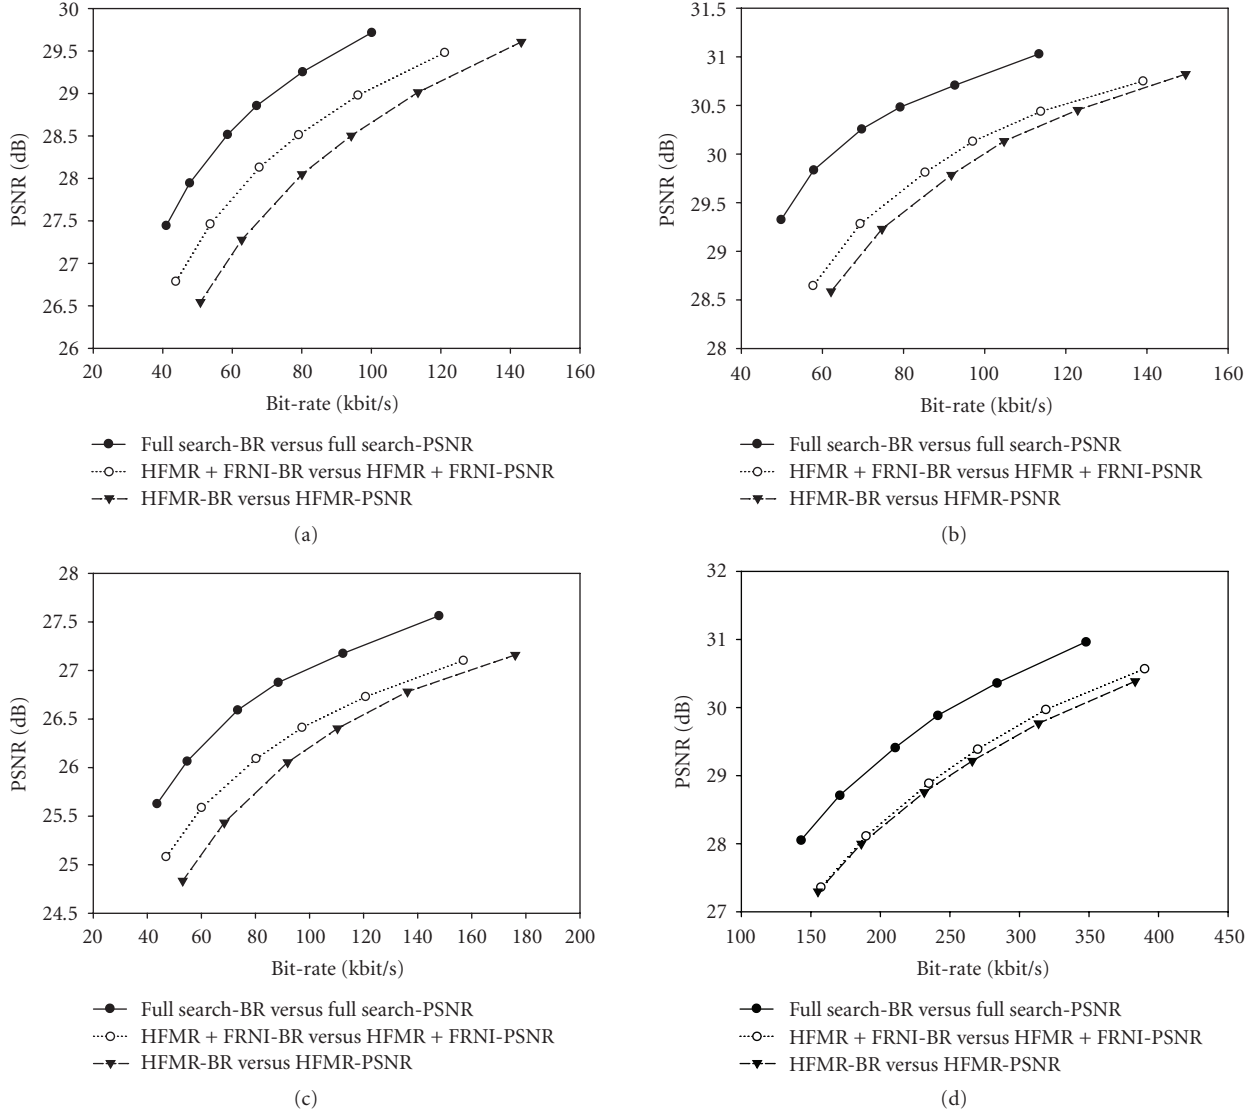 30
29.5
29
28.5
28
27.5
27
26.5
26
PSNR (dB)
20 40 60 80 100 120 140 160
Bit-rate (kbit/s)
Full search-BR versus full search-PSNR
HFMR + FRNI-BR versus HFMR + FRNI-PSNR
HFMR-BR versus HFMR-PSNR
(a)
31.5
31
30.5
30
29.5
29
28.5
28
PSNR (dB)
40 60 80 100 120 140 160
Bit-rate (kbit/s)
Full search-BR versus full search-PSNR
HFMR + FRNI-BR versus HFMR + FRNI-PSNR
HFMR-BR versus HFMR-PSNR
(b)
28
27.5
27
26.5
26
25.5
25
24.5
PSNR (dB)
20 40 60 80 100 120 140 160 180 200
Bit-rate (kbit/s)
Full search-BR versus full search-PSNR
HFMR + FRNI-BR versus HFMR + FRNI-PSNR
HFMR-BR versus HFMR-PSNR
(c)
32
31
30
29
28
27
PSNR (dB)
100 150 200 250 300 350 400 450
Bit-rate (kbit/s)
Full search-BR versus full search-PSNR
HFMR + FRNI-BR versus HFMR + FRNI-PSNR
HFMR-BR versus HFMR-PSNR
(d)